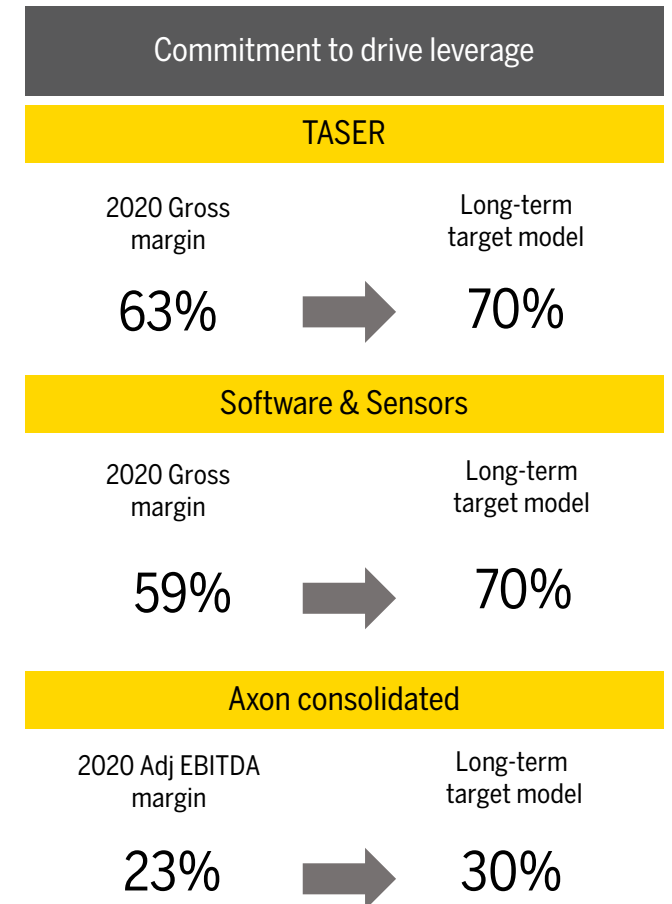 Commitment to drive leverage
TASER
2020 Gross
margin
Long-term
target model
63%
70%
Software & Sensors
2020 Gross
margin
Long-term
target model
59%
70%
Axon consolidated
2020 Adj EBITDA
margin
Long-term
target model
23%
30%